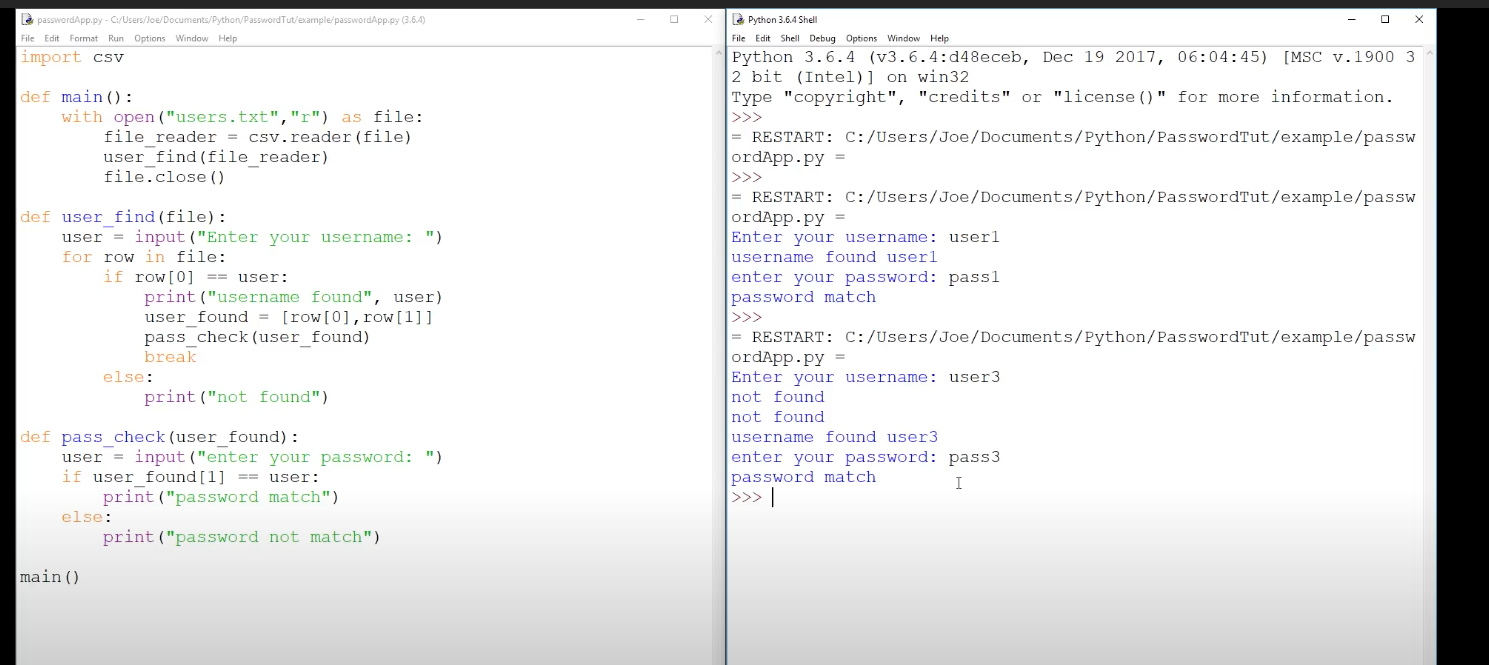 passwordApp.py - C:/Users/Joe/Documents/Python/PasswordTut/example/passwordApp.py (3.6.4)
File Edit Format Run Options Window Help
import csv
def main():
with open("users.txt","r") as file:
file_reader = csv.reader(file)
user_find(file_reader)
file.close()
def user_find(file):
user = input("Enter your username: ")
for row in file:
if row[0] == user:
print("username found", user)
user_found = [row[0],row[1]]
pass_check(user_found)
break
else:
print("not found")
def pass_check(user_found):
user = input("enter your password: ")
if user_found[1] == user:
print("password match")
else:
print("password not match")
main()
Python 3.6.4 Shell
File Edit Shell Debug Options Window Help
Python 3.6.4 (v3.6.4:d48eceb, Dec 19 2017, 06:04:45) [MSC v.1900 3
2 bit (Intel)] on win32
Type "copyright", "credits" or "license()" for more information.
>>>
= RESTART: C:/Users/Joe/Documents/Python/PasswordTut/example/passw
ordApp.py =
>>>
= RESTART: C:/Users/Joe/Documents/Python/PasswordTut/example/passw
ordApp.py =
Enter your username: user1
username found user1
enter your password: pass1
password match
>>>
= RESTART: C:/Users/Joe/Documents/Python/PasswordTut/example/passw
ordApp.py =
Enter your username: user3
not found
not found
username found user3
enter your password: pass3
password match
>>>